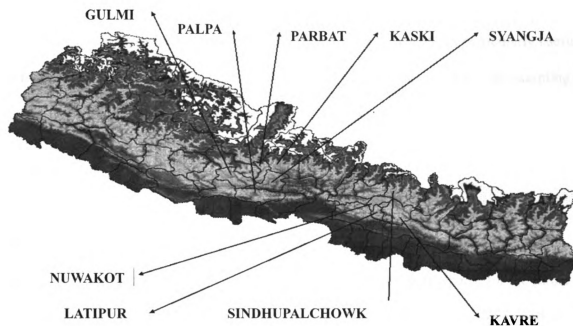 GULMI
PALPA
PARBAT
KASKI
SYANGJA
NUWAKOT
LATIPUR
SINDHUPALCHOWK
KAVRE